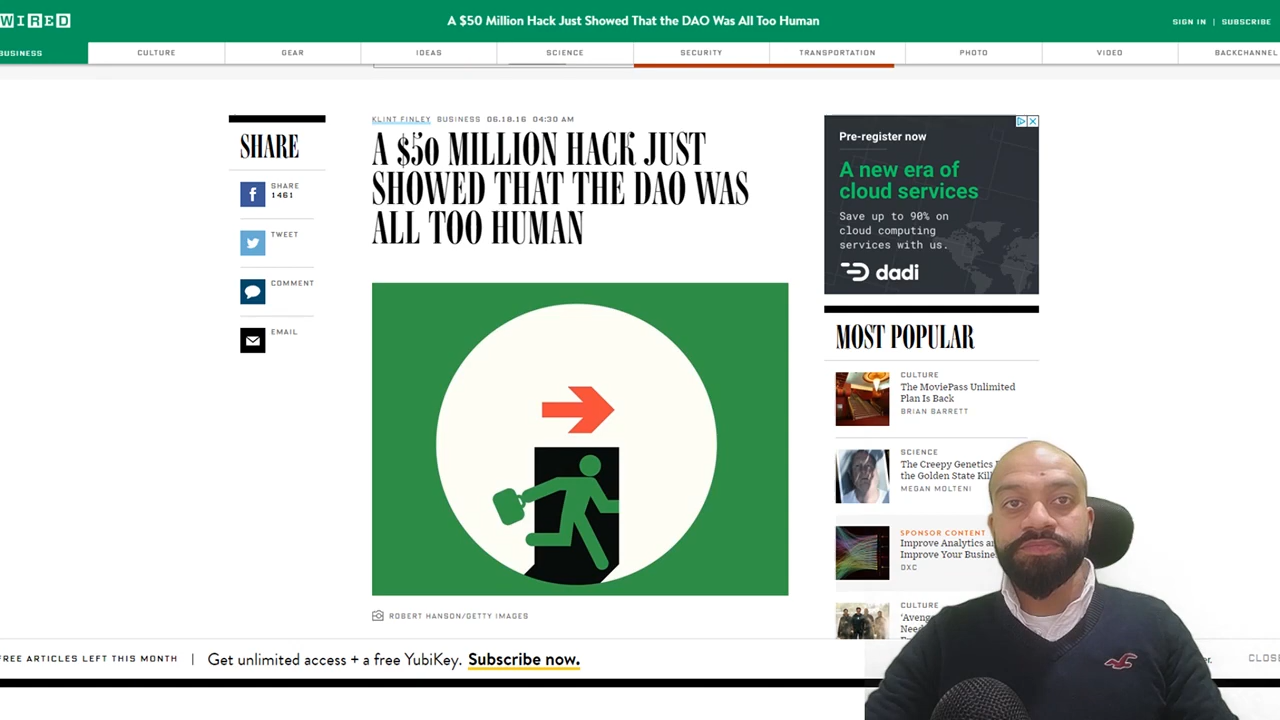 WIRED
A $50 Million Hack Just Showed That the DAO Was All Too Human
SIGN IN | SUBSCRIBE
BUSINESS
CULTURE
GEAR
IDEAS
SCIENCE
SECURITY
TRANSPORTATION
PHOTO
VIDEO
BACKCHANNEL
SHARE
SHARE
1461
TWEET
COMMENT
EMAIL
KLINT FINLEY BUSINESS 06.18.16 04:30 AM
A $50 MILLION HACK JUST
SHOWED THAT THE DAO WAS
ALL TOO HUMAN
ROBERT HANSON/GETTY IMAGES
Pre-register now
A new era of
cloud services
Save up to 90% on
cloud computing
services with us.
dadi
MOST POPULAR
CULTURE
The MoviePass Unlimited
Plan Is Back
BRIAN BARRETT
SCIENCE
The Creepy Genetics
the Golden State
MEGAN MOLTENI
SPONSOR CONTENT
Improve Analytics
Improve Your
DXC
CULTURE
FREE ARTICLES LEFT THIS MONTH | Get unlimited access + a free YubiKey. Subscribe now.